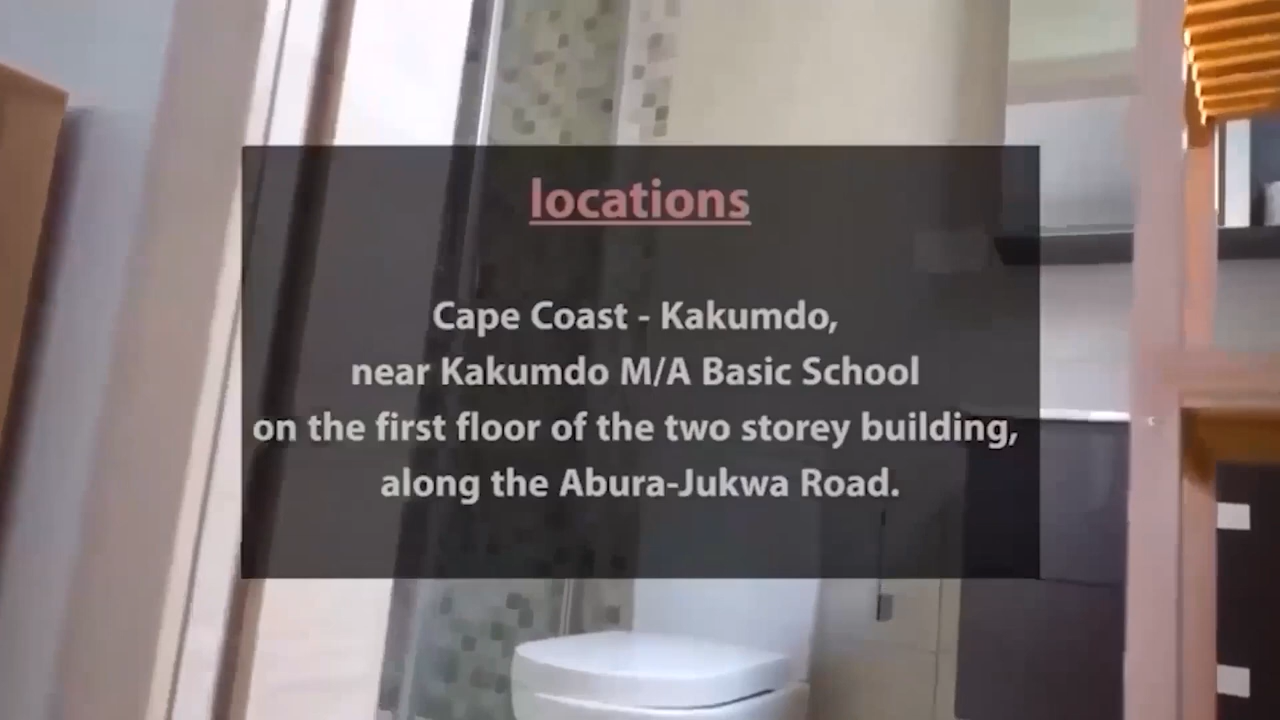 locations
Cape Coast - Kakumdo,
near Kakumdo M/A Basic School
on the first floor of the two storey building,
along the Abura-Jukwa Road.